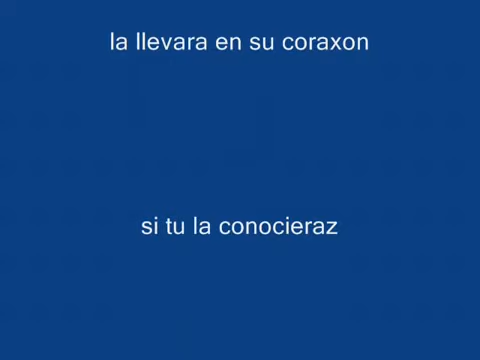 la llevara en su coraxon
si tu la conocieraz